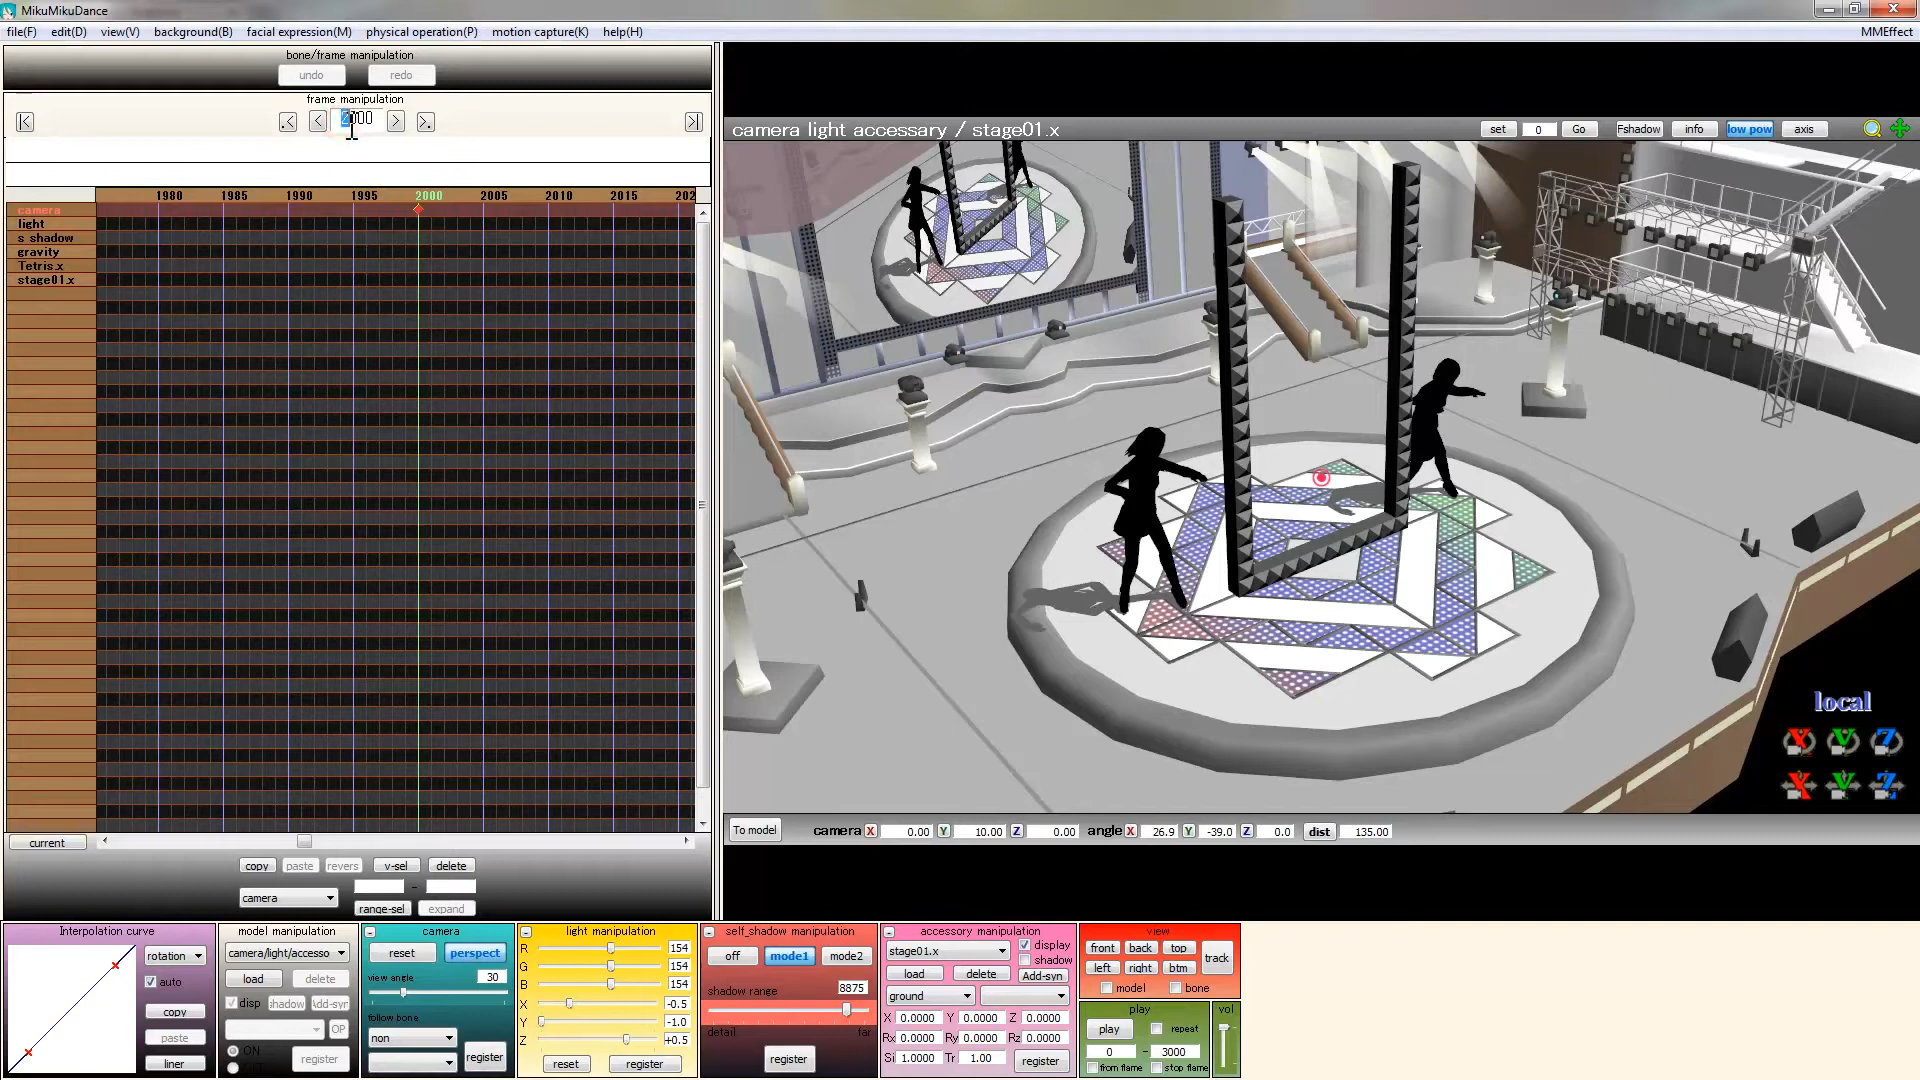 MikuMikuDance
file(F) edit(D) view(V) background(B) facial expression(M) physical operation(P) motion capture(K) help(H) MMEffect
bone/frame manipulation
undo redo
frame manipulation
|< .< < 2000 > >. >|
camera light accessary / stage01.x set 0 Go Fshadow info low pow axis
1980 1985 1990 1995 2000 2005 2010 2015 202
camera
light
s shadow
gravity
Tetris.x
stage01.x
local
X Y Z
X Y Z
To model camera X 0.00 Y 10.00 Z 0.00 angle X 26.9 Y -39.0 Z 0.0 dist 135.00
current
copy paste revers v-sel delete
camera -
range-sel expand
Interpolation curve
rotation
auto
copy
paste
liner
model manipulation
camera/light/accesso
load delete
disp shadow Add-syn
OP
ON
register
camera
reset perspect
view angle 30
follow bone
non
register
light manipulation
R 154
G 154
B 154
X -0.5
Y -1.0
Z +0.5
reset register
self_shadow manipulation
off mode1 mode2
shadow range 8875
detail far
register
accessory manipulation
stage01.x display
shadow
load delete Add-syn
ground
X 0.0000 Y 0.0000 Z 0.0000
Rx 0.0000 Ry 0.0000 Rz 0.0000
Si 1.0000 Tr 1.00 register
view
front back top
left right btm track
model bone
play
play repeat
0 - 3000
from flame stop flame
vol